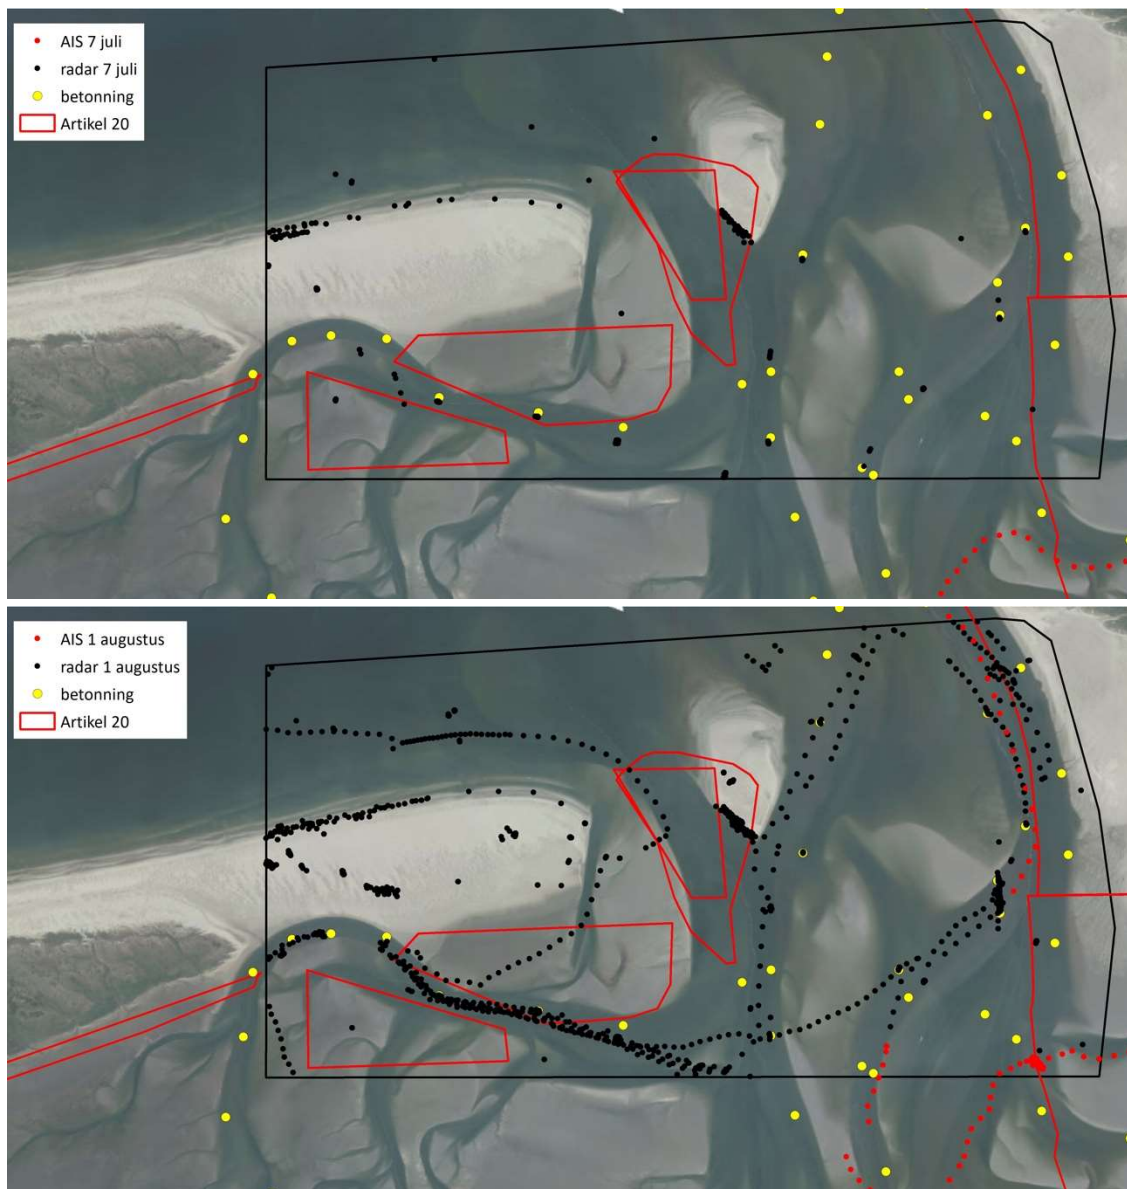 AIS 7 juli
radar 7 juli
betonning
Artikel 20
AIS 1 augustus
radar 1 augustus
betonning
Artikel 20